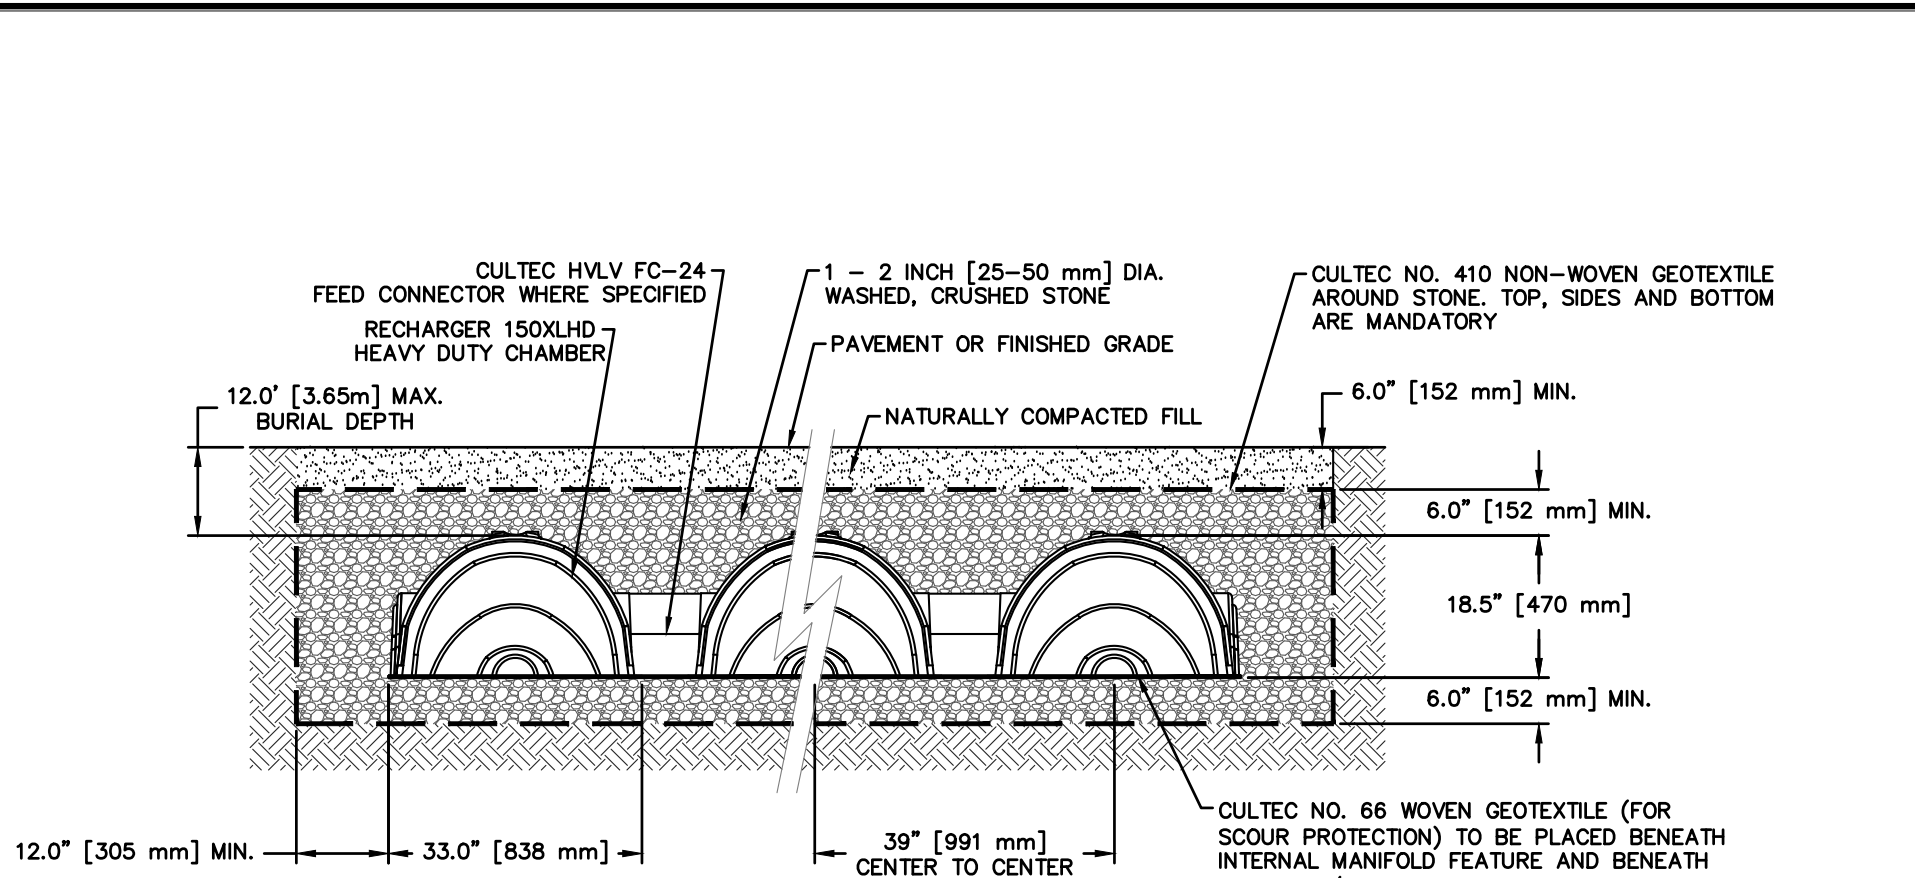 CULTEC HVLV FC-24
FEED CONNECTOR WHERE SPECIFIED
RECHARGER 150XLHD
HEAVY DUTY CHAMBER
12.0' [3.65m] MAX.
BURIAL DEPTH
1 - 2 INCH [25-50 mm] DIA.
WASHED, CRUSHED STONE
PAVEMENT OR FINISHED GRADE
NATURALLY COMPACTED FILL
CULTEC NO. 410 NON-WOVEN GEOTEXTILE
AROUND STONE. TOP, SIDES AND BOTTOM
ARE MANDATORY
6.0" [152 mm] MIN.
6.0" [152 mm] MIN.
18.5" [470 mm]
6.0" [152 mm] MIN.
12.0" [305 mm] MIN.
33.0" [838 mm]
39" [991 mm]
CENTER TO CENTER
CULTEC NO. 66 WOVEN GEOTEXTILE (FOR
SCOUR PROTECTION) TO BE PLACED BENEATH
INTERNAL MANIFOLD FEATURE AND BENEATH